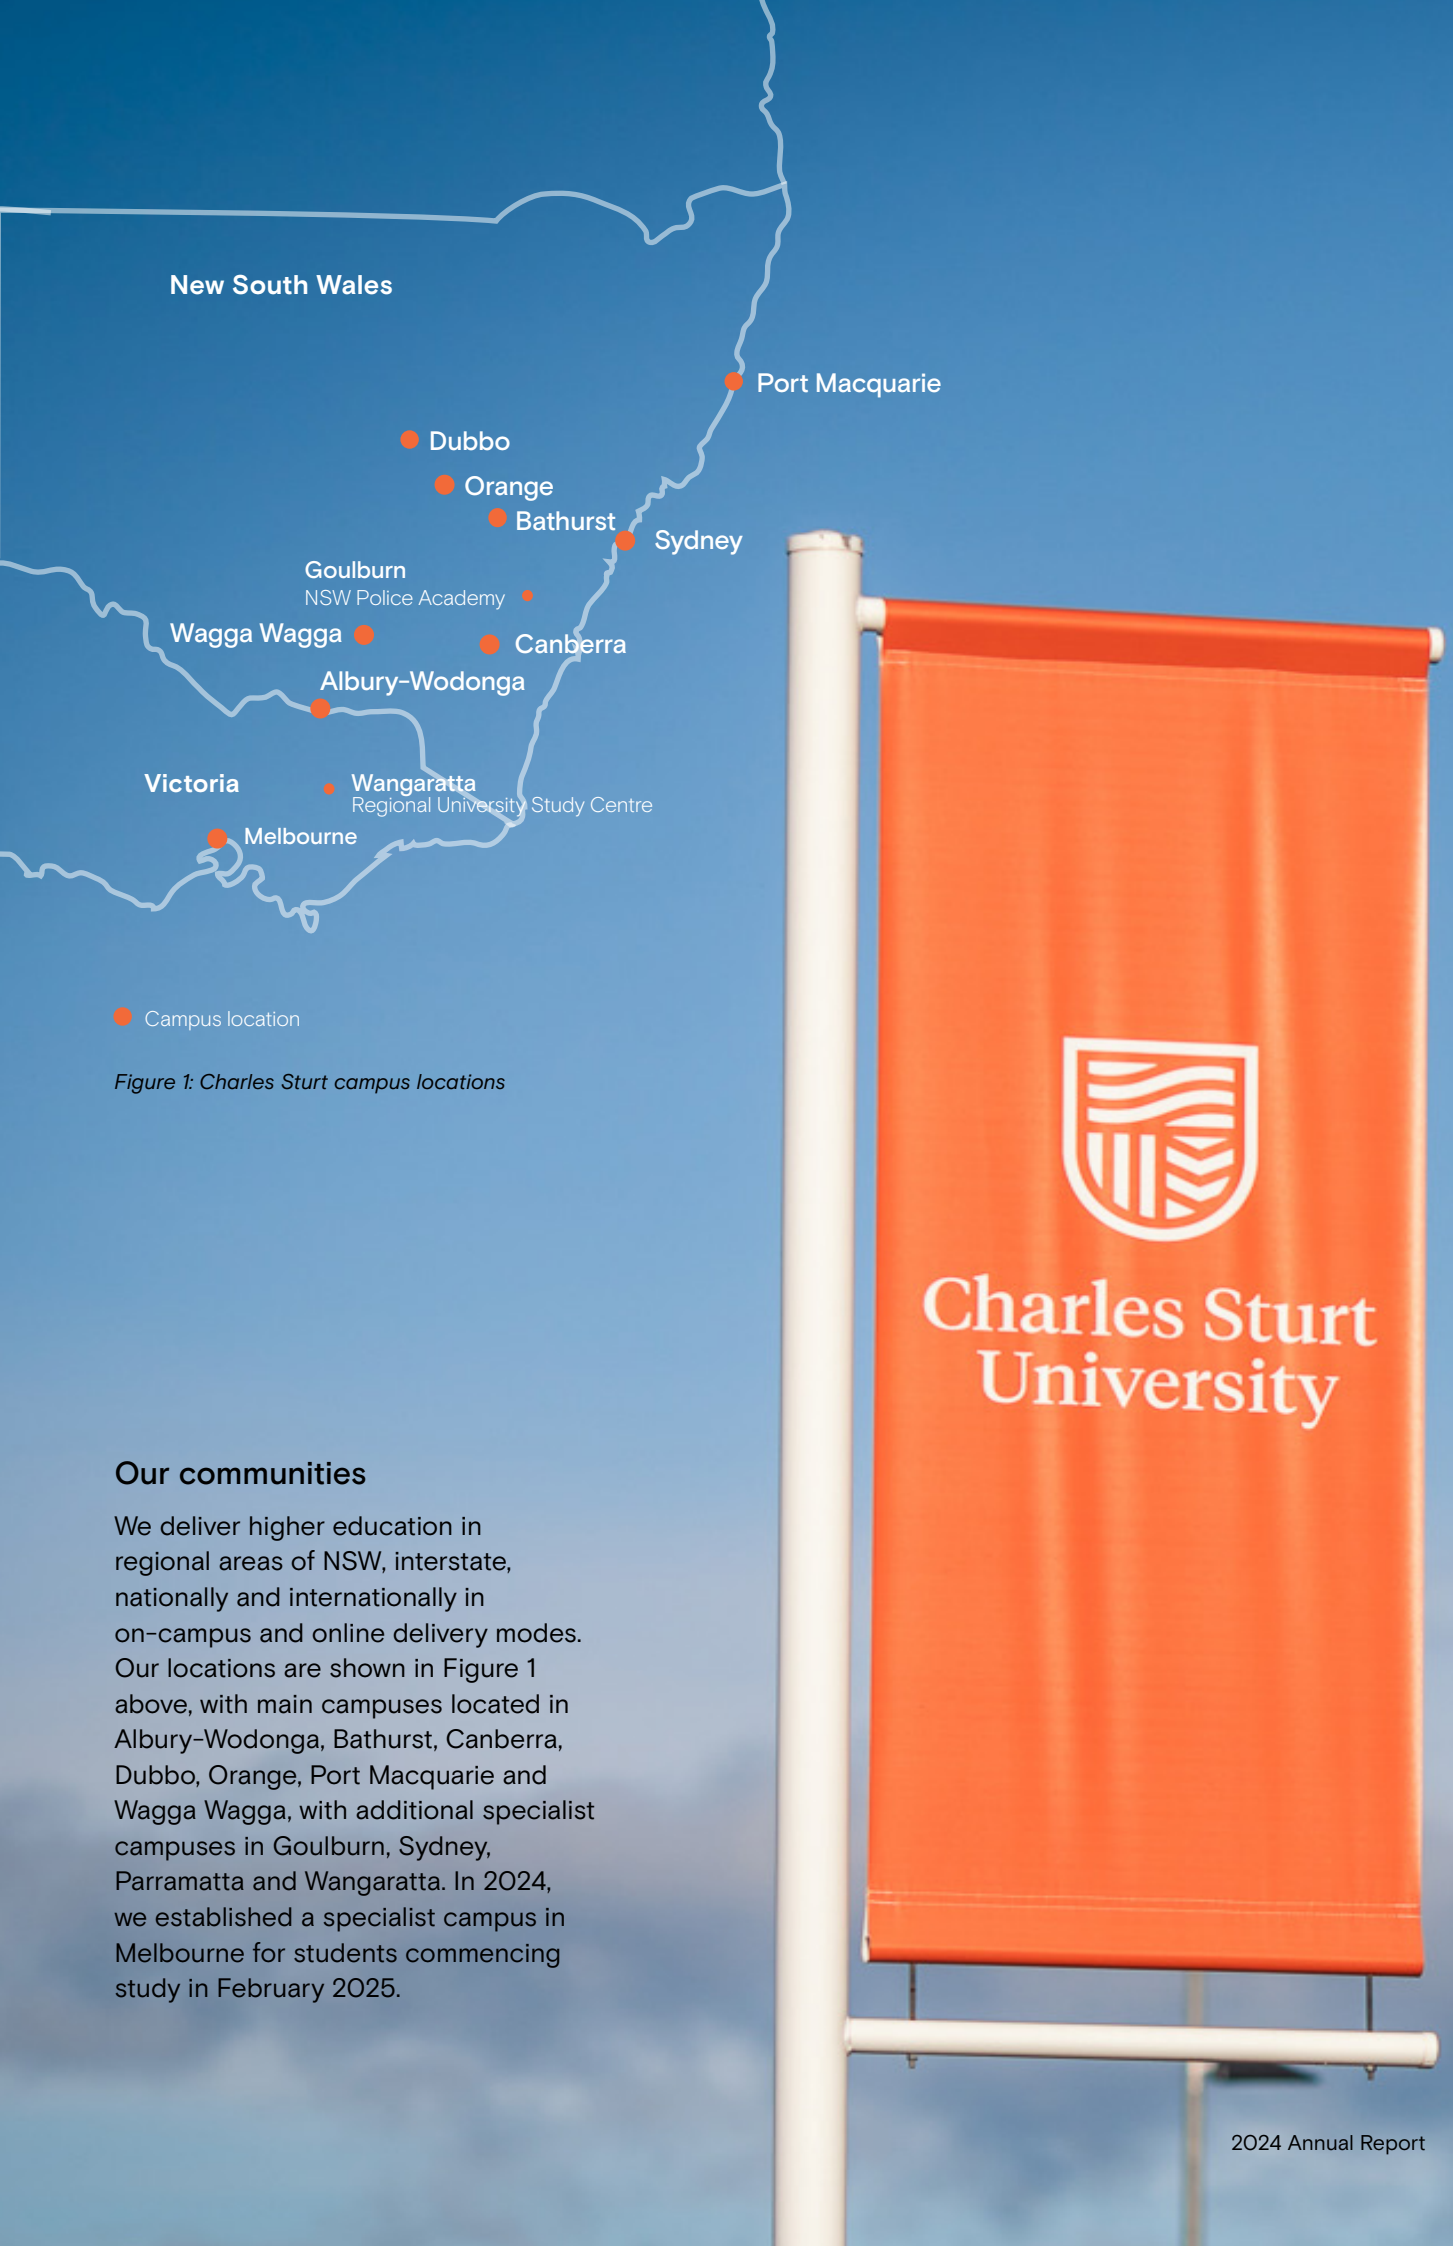 New South Wales
Port Macquarie
Dubbo
Orange
Bathurst
Sydney
Goulburn
NSW Police Academy
Wagga Wagga
Canberra
Albury-Wodonga
Victoria
Wangaratta
Regional University Study Centre
Melbourne
Campus location
Figure 1: Charles Sturt campus locations
Charles Sturt
University
Our communities
We deliver higher education in
regional areas of NSW, interstate,
nationally and internationally in
on-campus and online delivery modes.
Our locations are shown in Figure 1
above, with main campuses located in
Albury-Wodonga, Bathurst, Canberra,
Dubbo, Orange, Port Macquarie and
Wagga Wagga, with additional specialist
campuses in Goulburn, Sydney,
Parramatta and Wangaratta. In 2024,
we established a specialist campus in
Melbourne for students commencing
study in February 2025.
2024 Annual Report